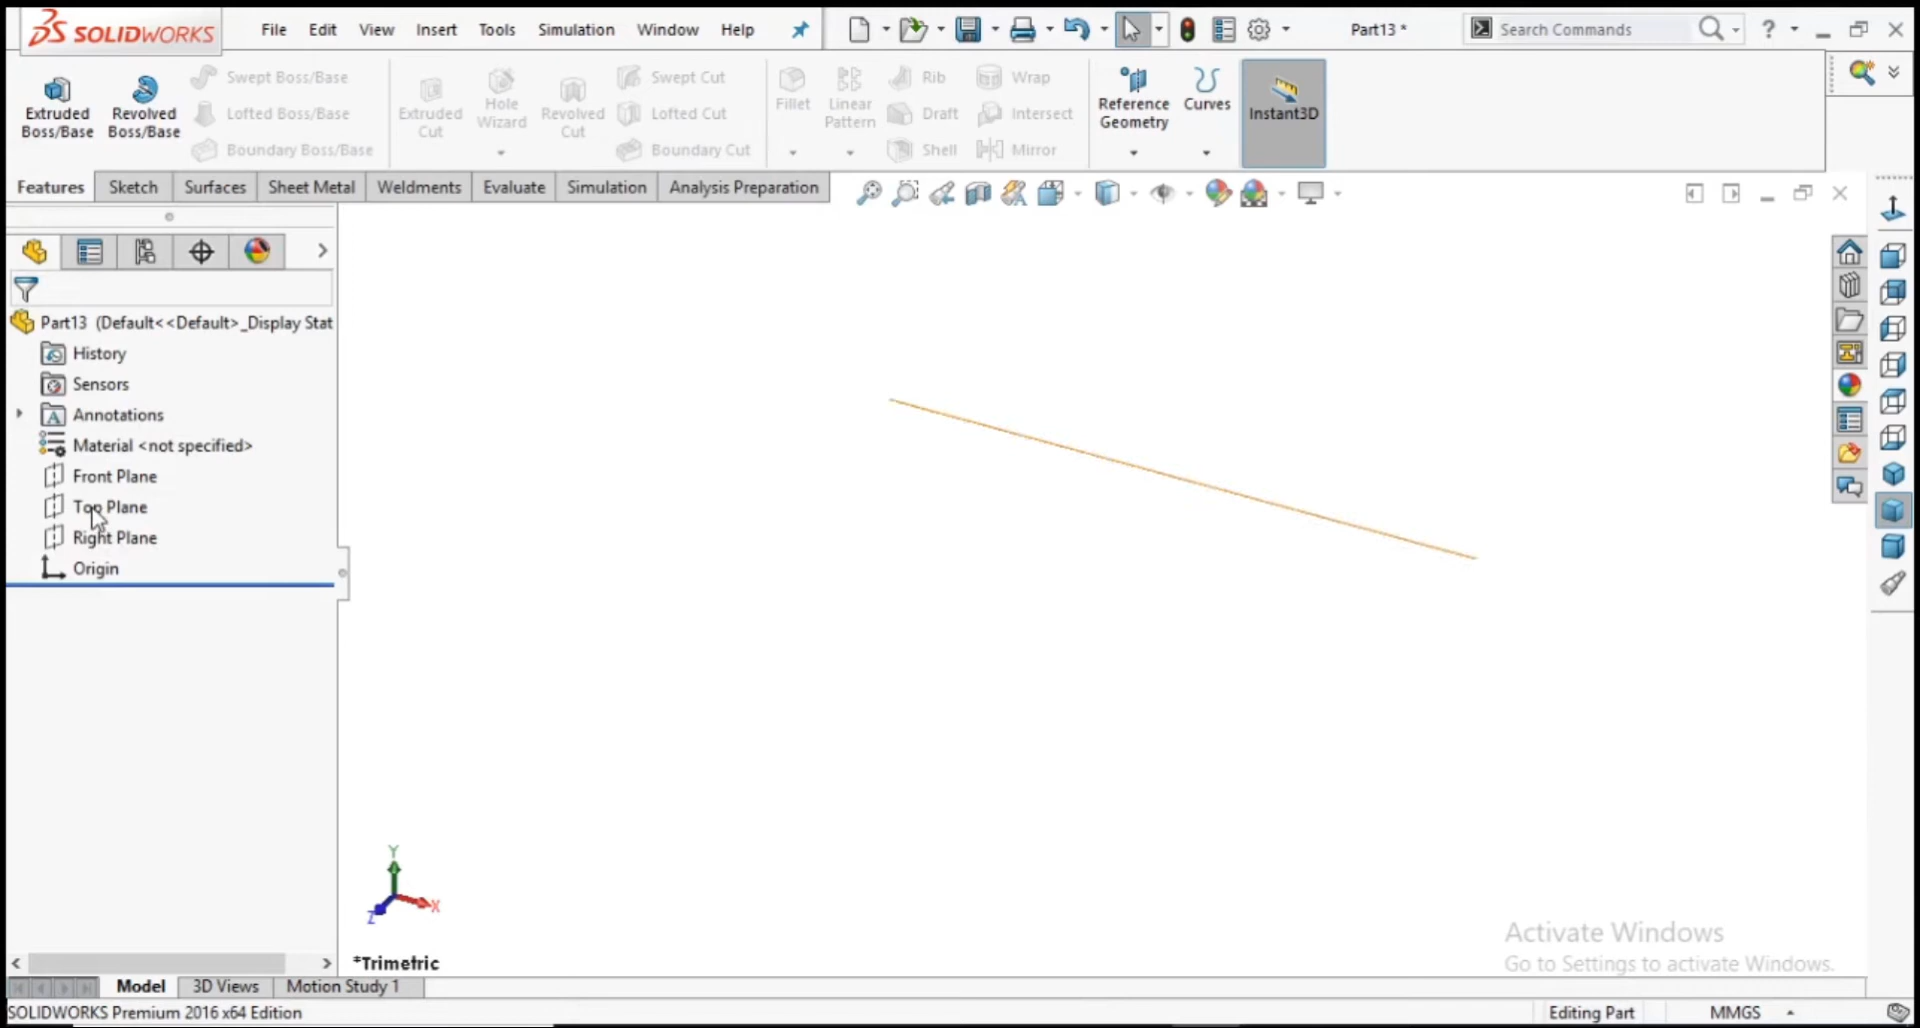 SOLIDWORKS File Edit View Insert Tools Simulation Window Help Part13 * Search Commands ?
Extruded Boss/Base
Revolved Boss/Base
Swept Boss/Base
Lofted Boss/Base
Boundary Boss/Base
Extruded Cut
Hole Wizard
Revolved Cut
Swept Cut
Lofted Cut
Boundary Cut
Fillet
Linear Pattern
Rib
Draft
Shell
Wrap
Intersect
Mirror
Reference Geometry
Curves
Instant3D
Features Sketch Surfaces Sheet Metal Weldments Evaluate Simulation Analysis Preparation
Part13 (Default<<Default>_Display Stat
History
Sensors
Annotations
Material <not specified>
Front Plane
Top Plane
Right Plane
Origin
Y
X
Z
*Trimetric
Activate Windows
Go to Settings to activate Windows.
Model 3D Views Motion Study 1
SOLIDWORKS Premium 2016 x64 Edition Editing Part MMGS